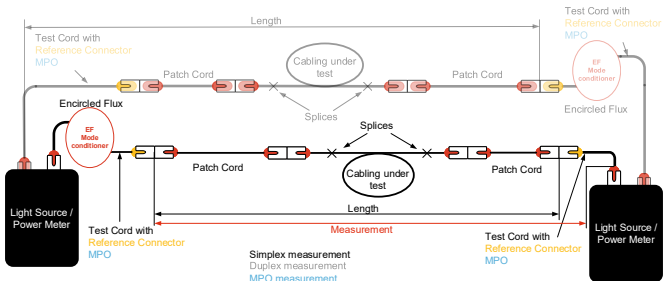 Length
Test Cord with
Reference Connector
MPO
Cabling under
test
Test Cord with
Reference Connector
MPO
EF
Mode
conditioner
Patch Cord
Patch Cord
Encircled Flux
Splices
Encircled Flux
EF
Mode
conditioner
Splices
Patch Cord
Cabling under
test
Patch Cord
Light Source /
Power Meter
Length
Measurement
Test Cord with
Reference Connector
MPO
Test Cord with
Reference Connector
MPO
Light Source /
Power Meter
Simplex measurement
Duplex measurement
MPO measurement